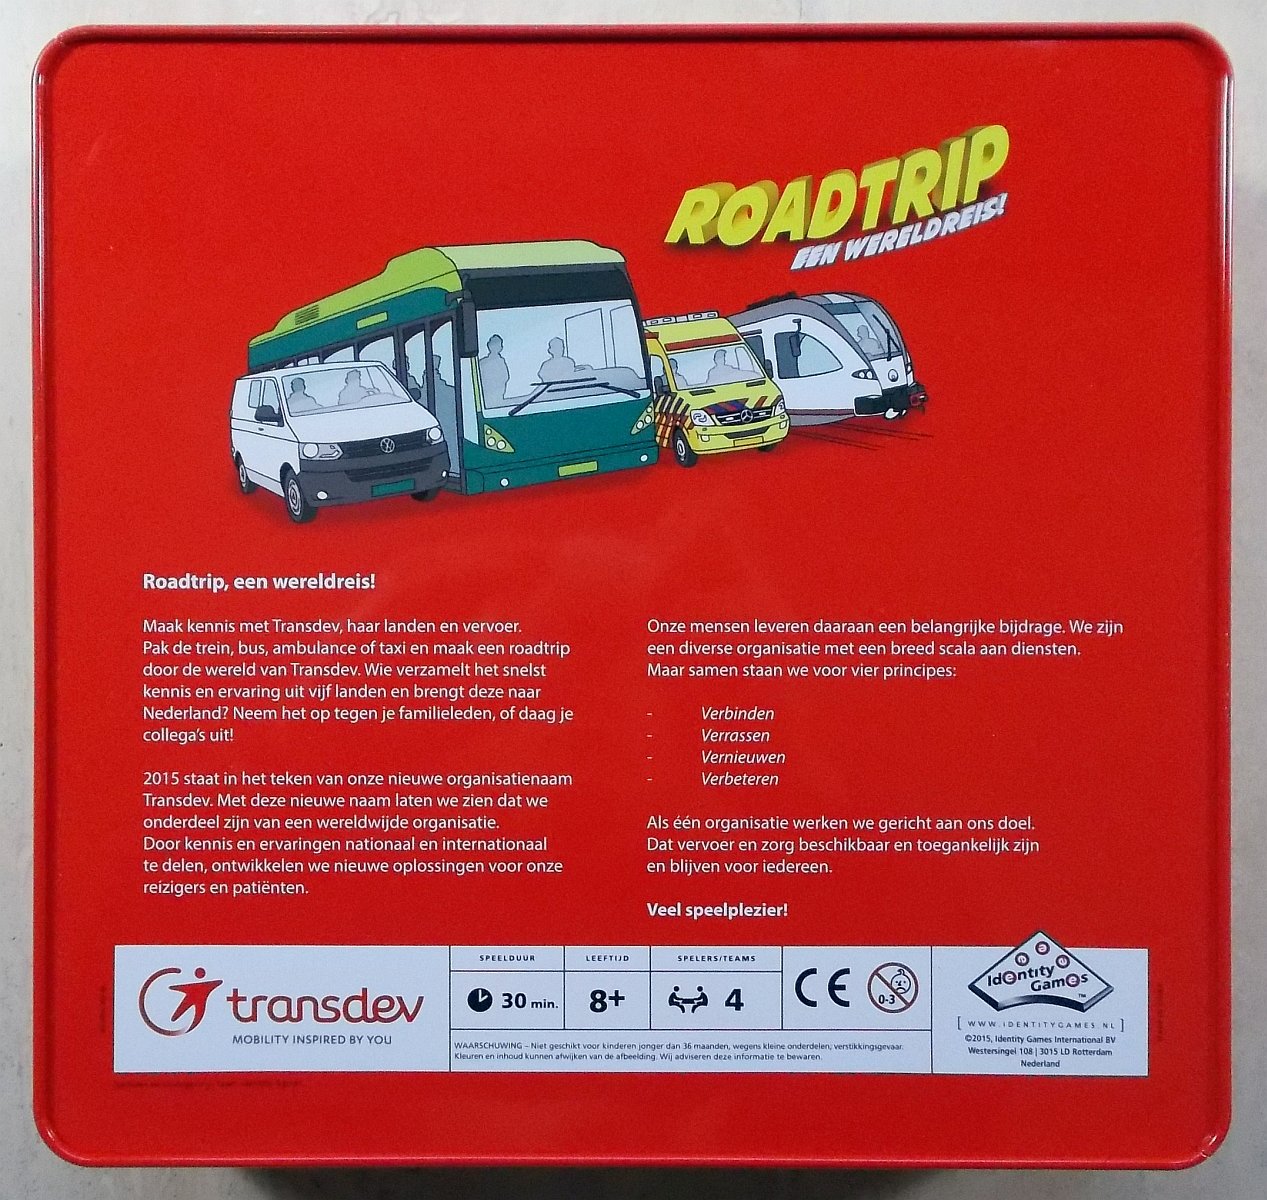 ROADTRIP
EEN WERELDREIS!
Roadtrip, een wereldreis!
Maak kennis met Transdev, haar landen en vervoer.
Pak de trein, bus, ambulance of taxi en maak een roadtrip
door de wereld van Transdev. Wie verzamelt het snelst
kennis en ervaring uit vijf landen en brengt deze naar
Nederland? Neem het op tegen je familieleden, of daag je
collega's uit!
2015 staat in het teken van onze nieuwe organisatienaam
Transdev. Met deze nieuwe naam laten we zien dat we
onderdeel zijn van een wereldwijde organisatie.
Door kennis en ervaringen nationaal en internationaal
te delen, ontwikkelen we nieuwe oplossingen voor onze
reizigers en patiënten.
Onze mensen leveren daaraan een belangrijke bijdrage. We zijn
een diverse organisatie met een breed scala aan diensten.
Maar samen staan we voor vier principes:
- Verbinden
- Verrassen
- Vernieuwen
- Verbeteren
Als één organisatie werken we gericht aan ons doel.
Dat vervoer en zorg beschikbaar en toegankelijk zijn
en blijven voor iedereen.
Veel speelplezier!
transdev
MOBILITY INSPIRED BY YOU
SPEELDUUR
30 min.
LEEFTIJD
8+
SPELERS/TEAMS
4
CE
0-3
WAARSCHUWING – Niet geschikt voor kinderen jonger dan 36 maanden, wegens kleine onderdelen; verstikkingsgevaar.
Kleuren en inhoud kunnen afwijken van de afbeelding. Wij adviseren deze informatie te bewaren.
Identity
Games™
[ WWW.IDENTITYGAMES.NL ]
©2015, Identity Games International BV
Westersingel 108 | 3015 LD Rotterdam
Nederland